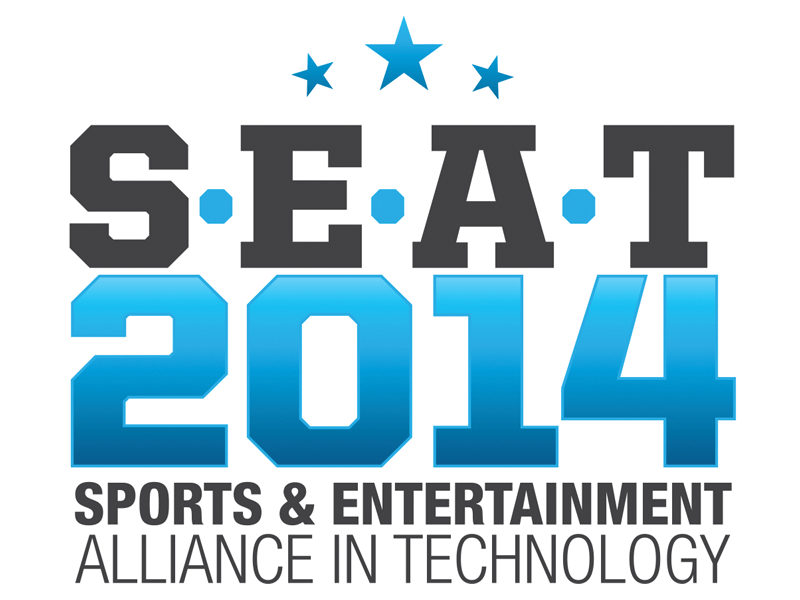 S•E•A•T
2014
SPORTS & ENTERTAINMENT
ALLIANCE IN TECHNOLOGY